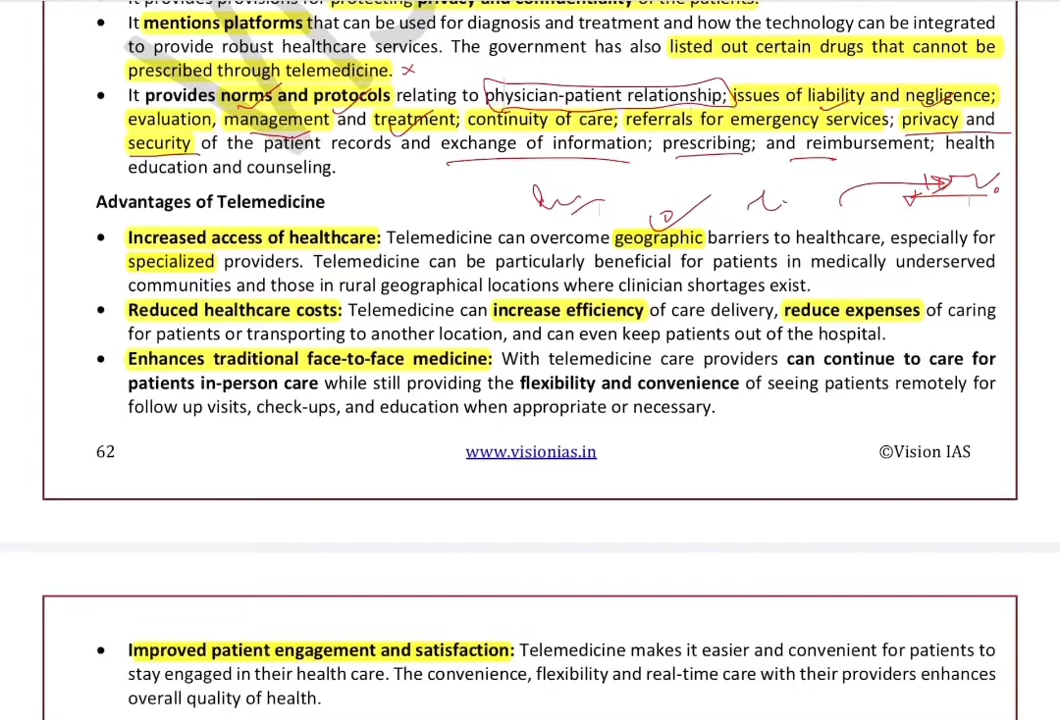 It provides provisions for protecting privacy and confidentiality of the patients.
• It mentions platforms that can be used for diagnosis and treatment and how the technology can be integrated
to provide robust healthcare services. The government has also listed out certain drugs that cannot be
prescribed through telemedicine.
• It provides norms and protocols relating to physician-patient relationship; issues of liability and negligence;
evaluation, management and treatment; continuity of care; referrals for emergency services; privacy and
security of the patient records and exchange of information; prescribing; and reimbursement; health
education and counseling.
Advantages of Telemedicine
• Increased access of healthcare: Telemedicine can overcome geographic barriers to healthcare, especially for
specialized providers. Telemedicine can be particularly beneficial for patients in medically underserved
communities and those in rural geographical locations where clinician shortages exist.
• Reduced healthcare costs: Telemedicine can increase efficiency of care delivery, reduce expenses of caring
for patients or transporting to another location, and can even keep patients out of the hospital.
• Enhances traditional face-to-face medicine: With telemedicine care providers can continue to care for
patients in-person care while still providing the flexibility and convenience of seeing patients remotely for
follow up visits, check-ups, and education when appropriate or necessary.
62 www.visionias.in ©Vision IAS
• Improved patient engagement and satisfaction: Telemedicine makes it easier and convenient for patients to
stay engaged in their health care. The convenience, flexibility and real-time care with their providers enhances
overall quality of health.